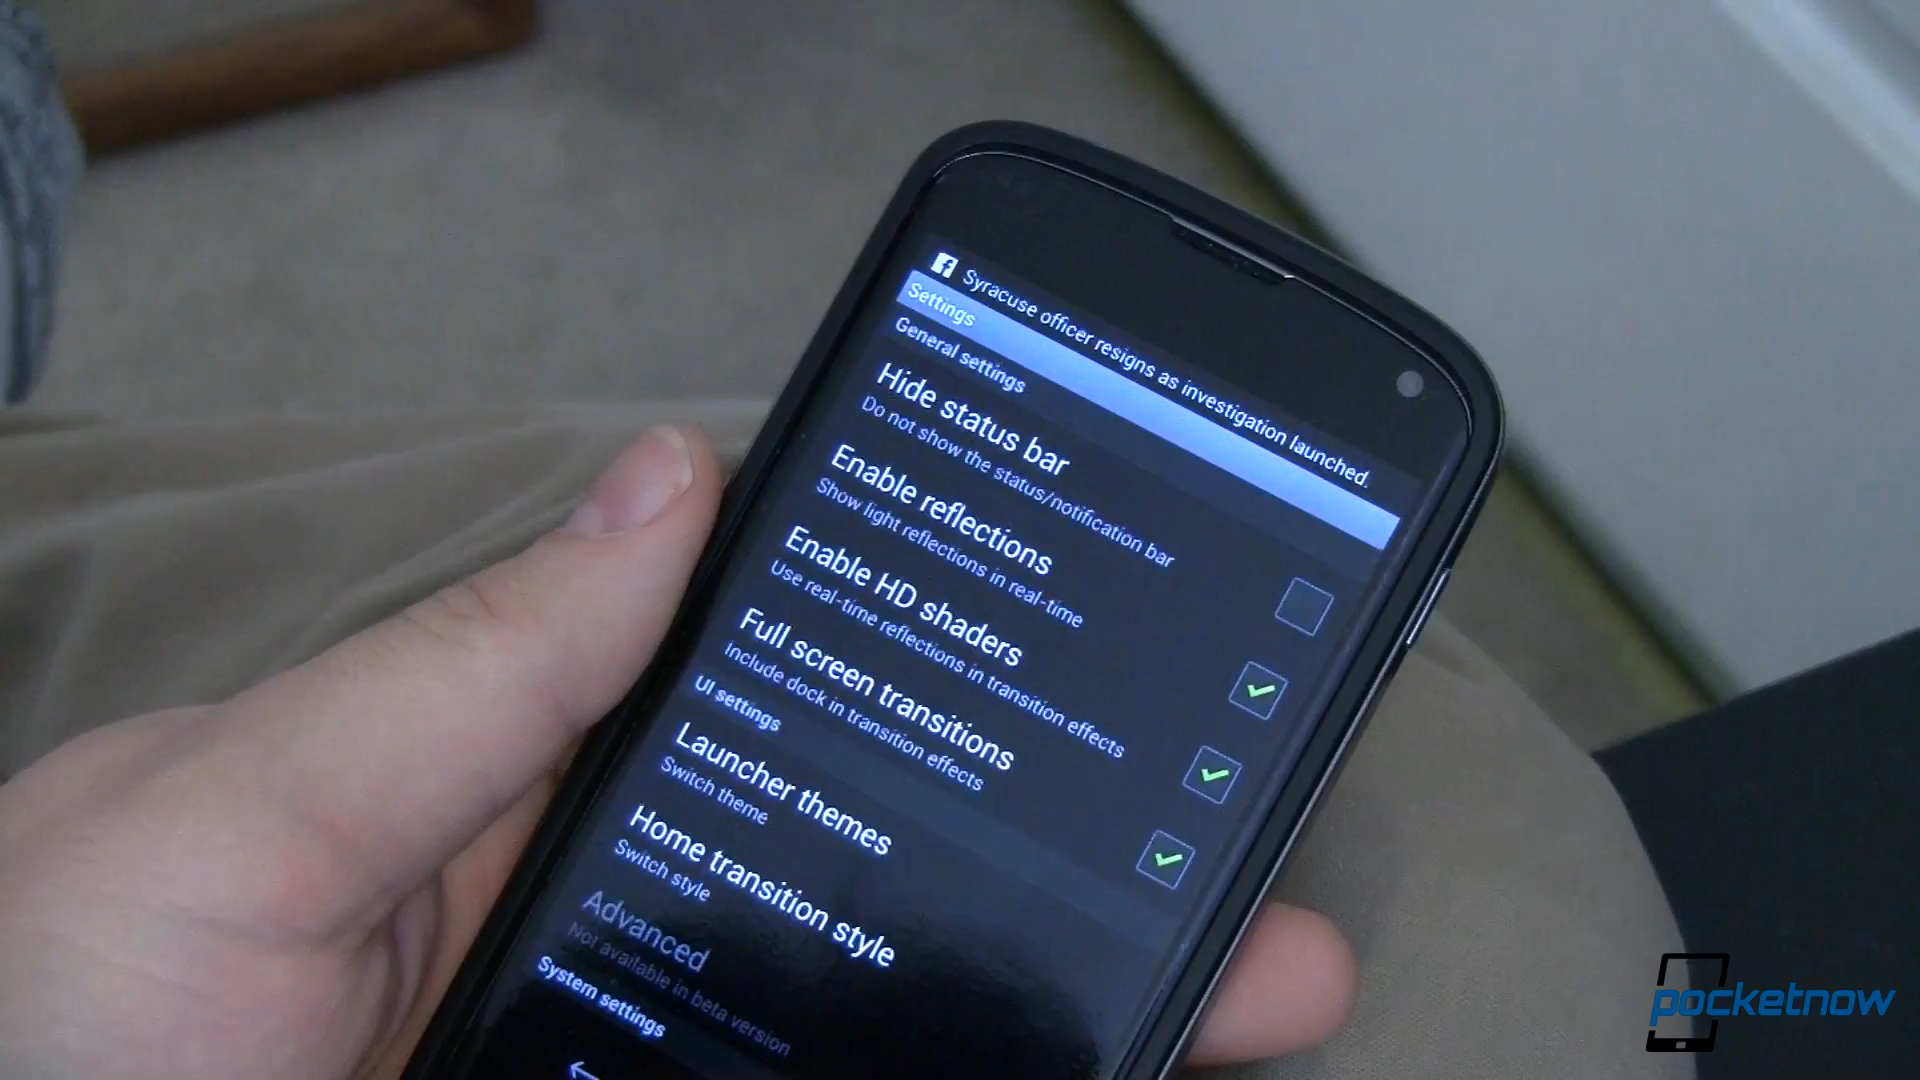 Syracuse officer resigns as investigation launched.
Settings
General settings
Hide status bar
Do not show the status/notification bar
Enable reflections
Show light reflections in real-time
Enable HD shaders
Use real-time reflections in transition effects
Full screen transitions
Include dock in transition effects
UI settings
Launcher themes
Switch theme
Home transition style
Switch style
Advanced
Not available in beta version
System settings
pocketnow